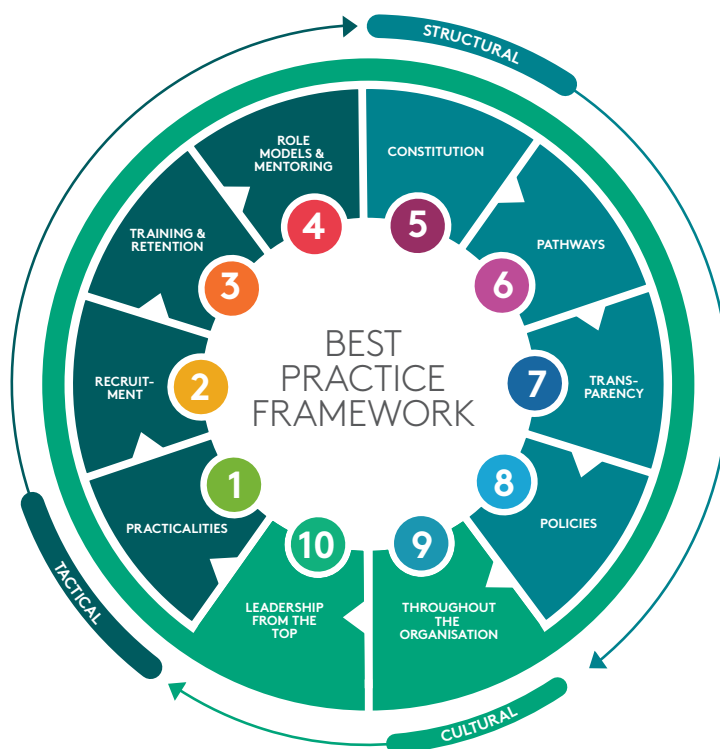 STRUCTURAL
ROLE
MODELS &
MENTORING
CONSTITUTION
TRAINING &
RETENTION
PATHWAYS
4
5
3
6
BEST
PRACTICE
FRAMEWORK
RECRUIT-
MENT
2
7
TRANS-
PARENCY
1
8
PRACTICALITIES
POLICIES
10
9
LEADERSHIP
FROM THE
TOP
THROUGHOUT
THE
ORGANISATION
TACTICAL
CULTURAL